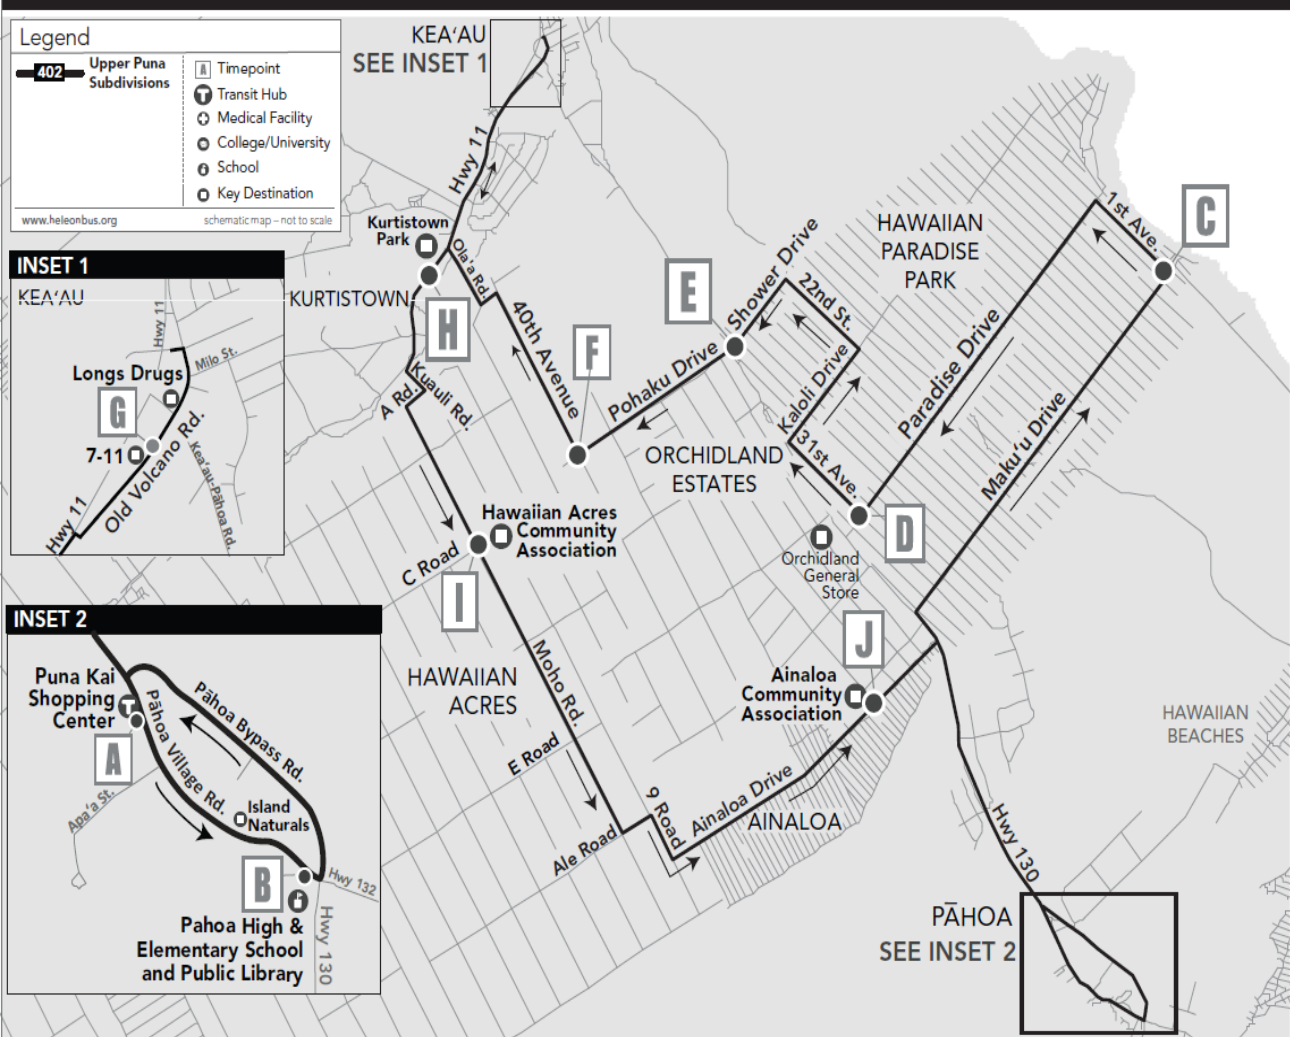 Legend
402
Upper Puna
Subdivisions
A Timepoint
T Transit Hub
Medical Facility
College/University
School
Key Destination
www.heleonbus.org
schematic map – not to scale
KEAʻAU
SEE INSET 1
INSET 1
KEAʻAU
Hwy 11
Milo St.
Longs Drugs
G
7-11
Old Volcano Rd.
Keaʻau-Pāhoa Rd.
Hwy 11
INSET 2
Puna Kai
Shopping
Center
T
A
Pāhoa Bypass Rd.
Pāhoa Village Rd.
Apaʻa St.
Island
Naturals
B
Hwy 132
Hwy 130
Pahoa High &
Elementary School
and Public Library
Hwy 11
Kurtistown
Park
Olaʻa Rd.
KURTISTOWN
H
40th Avenue
F
A Rd.
Kuauli Rd.
E
Shower Drive
Pohaku Drive
22nd St.
Kaloli Drive
31st Ave.
HAWAIIAN
PARADISE
PARK
1st Ave.
C
Paradise Drive
Makuʻu Drive
ORCHIDLAND
ESTATES
D
Orchidland
General
Store
Hawaiian Acres
Community
Association
C Road
I
HAWAIIAN
ACRES
Moho Rd.
E Road
Ale Road
9 Road
Ainaloa Drive
AINALOA
J
Ainaloa
Community
Association
HAWAIIAN
BEACHES
Hwy 130
PĀHOA
SEE INSET 2